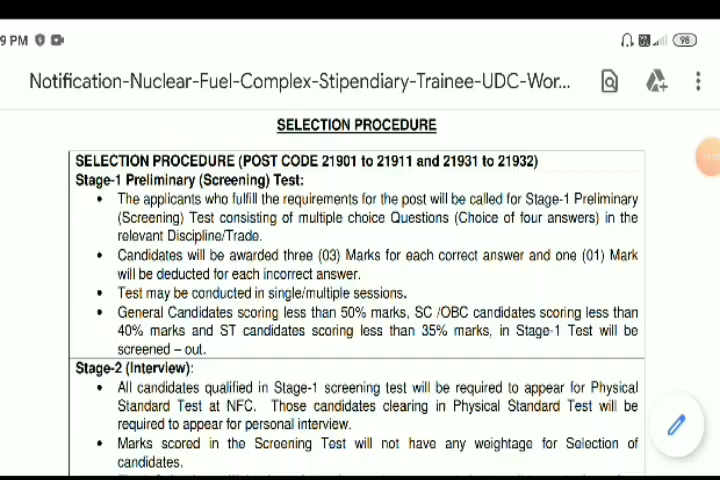 9 PM
98
Notification-Nuclear-Fuel-Complex-Stipendiary-Trainee-UDC-Wor...
SELECTION PROCEDURE
SELECTION PROCEDURE (POST CODE 21901 to 21911 and 21931 to 21932)
Stage-1 Preliminary (Screening) Test:
• The applicants who fulfill the requirements for the post will be called for Stage-1 Preliminary
(Screening) Test consisting of multiple choice Questions (Choice of four answers) in the
relevant Discipline/Trade.
• Candidates will be awarded three (03) Marks for each correct answer and one (01) Mark
will be deducted for each incorrect answer.
• Test may be conducted in single/multiple sessions.
• General Candidates scoring less than 50% marks, SC /OBC candidates scoring less than
40% marks and ST candidates scoring less than 35% marks, in Stage-1 Test will be
screened – out.
Stage-2 (Interview):
• All candidates qualified in Stage-1 screening test will be required to appear for Physical
Standard Test at NFC. Those candidates clearing in Physical Standard Test will be
required to appear for personal interview.
• Marks scored in the Screening Test will not have any weightage for Selection of
candidates.